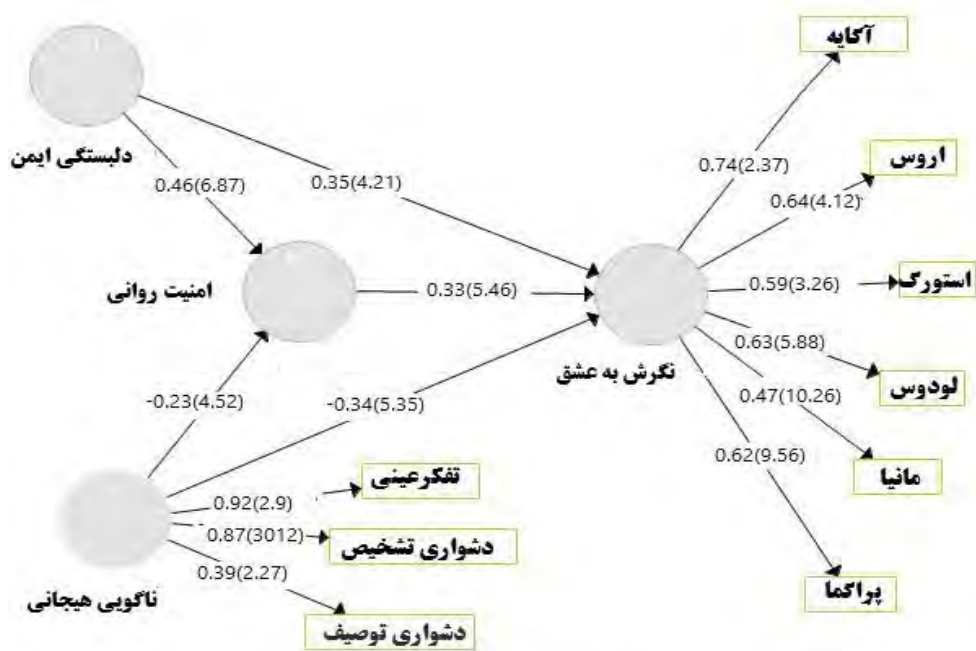 آکاپه
دلبستگی ایمن
0.46(6.87)
0.35(4.21)
0.74(2.37)
اروس
0.64(4.12)
امنیت روانی
0.33(5.46)
0.59(3.26)
استورگ
نگرش به عشق
0.63(5.88)
لودوس
-0.23(4.52)
-0.34(5.35)
0.47(10.26)
0.62(9.56)
مانیا
0.92(2.9)
تفکرعینی
0.87(3012)
دشواری تشخیص
0.39(2.27)
ناگویی هیجانی
دشواری توصیف
پراکما